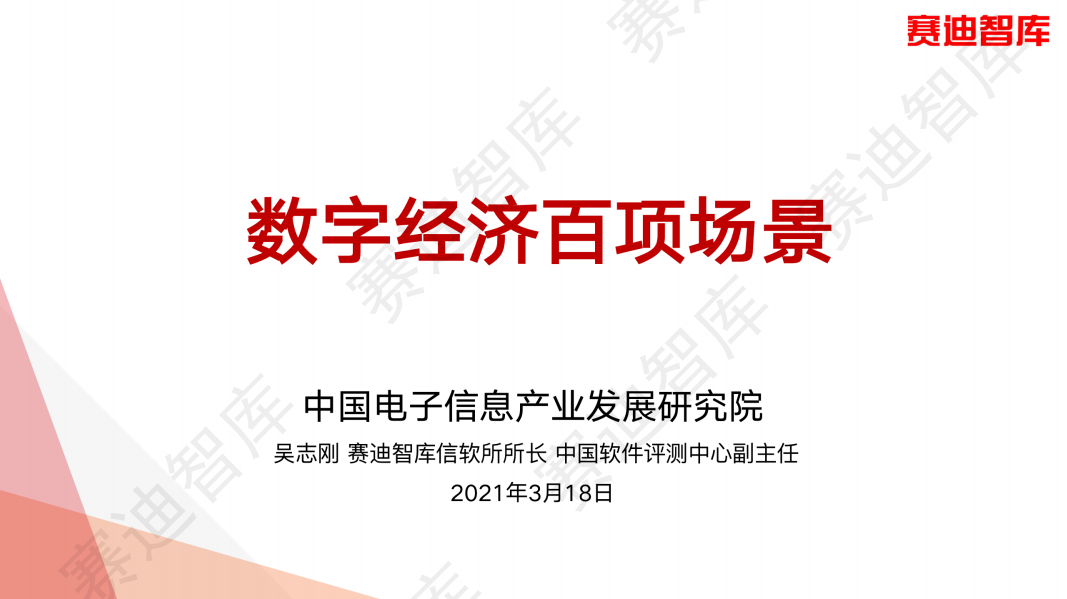 赛迪智库
数字经济百项场景
中国电子信息产业发展研究院
吴志刚 赛迪智库信软所所长 中国软件评测中心副主任
2021年3月18日
赛迪智库
赛迪智库
赛迪智库
赛迪智库
赛
库